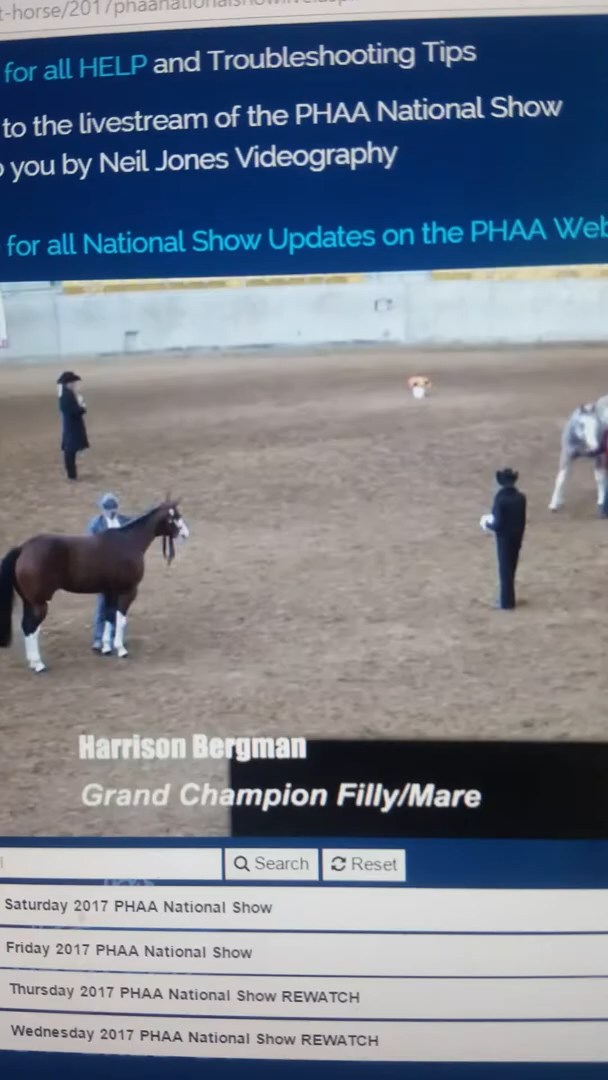 for all HELP and Troubleshooting Tips
to the livestream of the PHAA National Show
you by Neil Jones Videography
for all National Show Updates on the PHAA Web
Harrison Bergman
Grand Champion Filly/Mare
Search
Reset
Saturday 2017 PHAA National Show
Friday 2017 PHAA National Show
Thursday 2017 PHAA National Show REWATCH
Wednesday 2017 PHAA National Show REWATCH